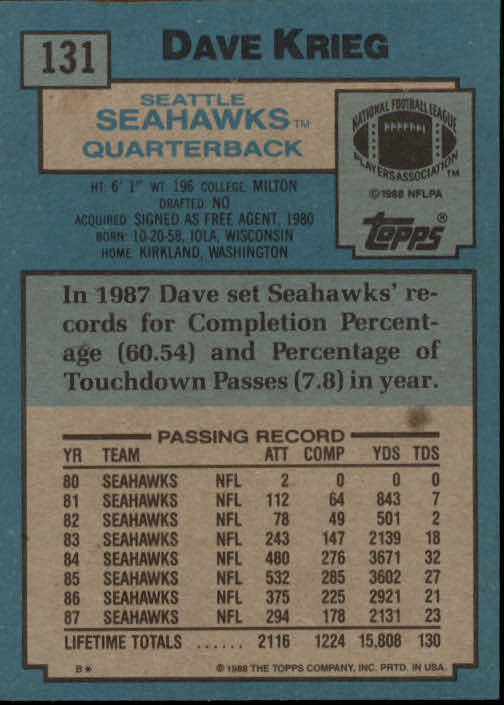 131
DAVE KRIEG
SEATTLE
SEAHAWKS™
QUARTERBACK
NATIONAL FOOTBALL LEAGUE
PLAYERS ASSOCIATION™
©1988 NFLPA
topps®
HT: 6' 1" WT: 196 COLLEGE: MILTON
DRAFTED: NO
ACQUIRED: SIGNED AS FREE AGENT, 1980
BORN: 10-20-58, IOLA, WISCONSIN
HOME: KIRKLAND, WASHINGTON
In 1987 Dave set Seahawks' re-
cords for Completion Percent-
age (60.54) and Percentage of
Touchdown Passes (7.8) in year.
PASSING RECORD
YR TEAM ATT COMP YDS TDS
80 SEAHAWKS NFL 2 0 0 0
81 SEAHAWKS NFL 112 64 843 7
82 SEAHAWKS NFL 78 49 501 2
83 SEAHAWKS NFL 243 147 2139 18
84 SEAHAWKS NFL 480 276 3671 32
85 SEAHAWKS NFL 532 285 3602 27
86 SEAHAWKS NFL 375 225 2921 21
87 SEAHAWKS NFL 294 178 2131 23
LIFETIME TOTALS ...... 2116 1224 15,808 130
B* ©1988 THE TOPPS COMPANY, INC. PRTD. IN USA.